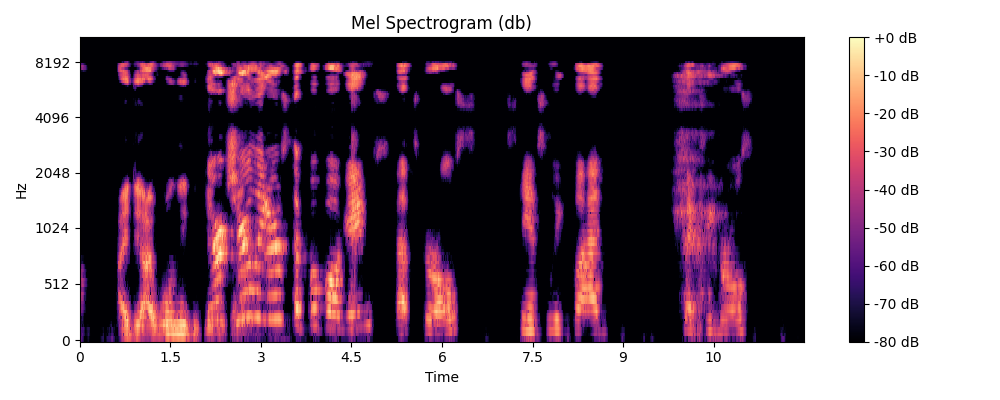 Mel Spectrogram (db)
8192
4096
2048
1024
512
0
Hz
0 1.5 3 4.5 6 7.5 9 10
Time
+0 dB
-10 dB
-20 dB
-30 dB
-40 dB
-50 dB
-60 dB
-70 dB
-80 dB